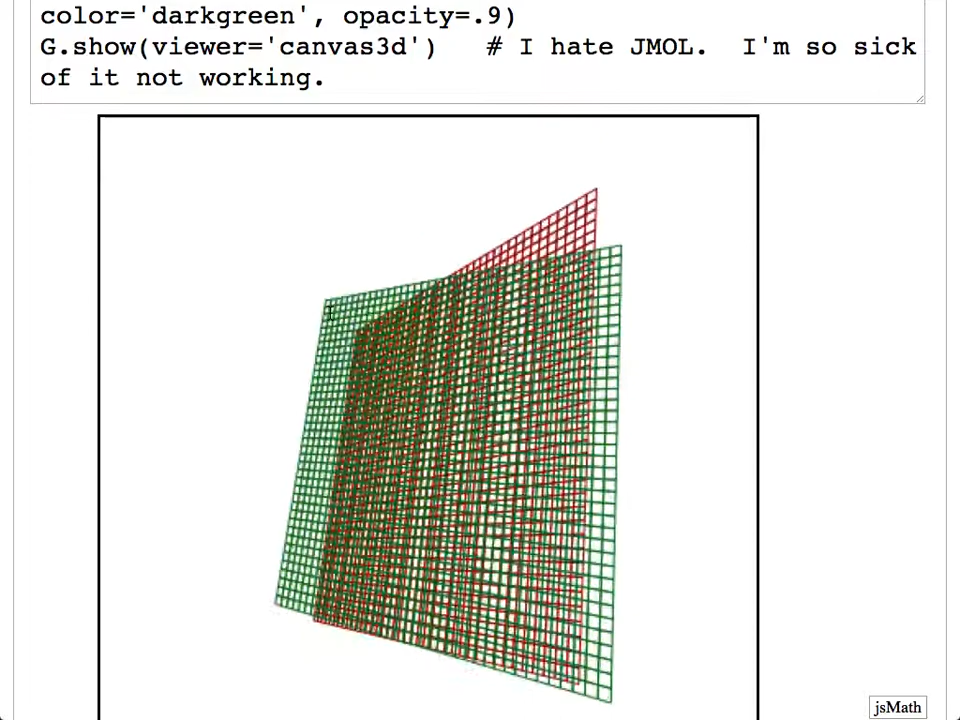 color='darkgreen', opacity=.9)
G.show(viewer='canvas3d')   # I hate JMOL.  I'm so sick
of it not working.
jsMath